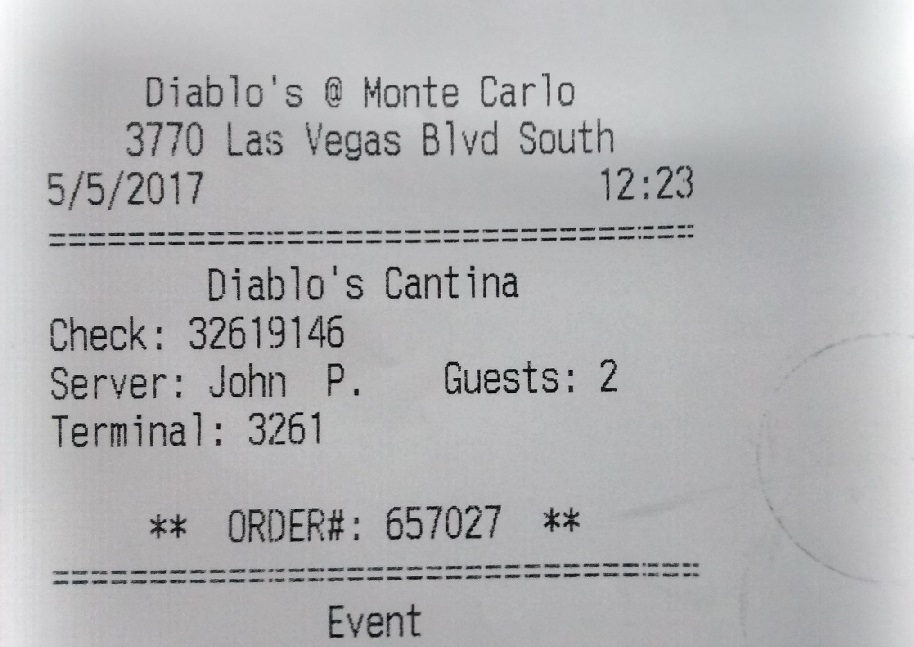 Diablo's @ Monte Carlo
3770 Las Vegas Blvd South
5/5/2017 12:23
================================
Diablo's Cantina
Check: 32619146
Server: John P. Guests: 2
Terminal: 3261
** ORDER#: 657027 **
================================
Event